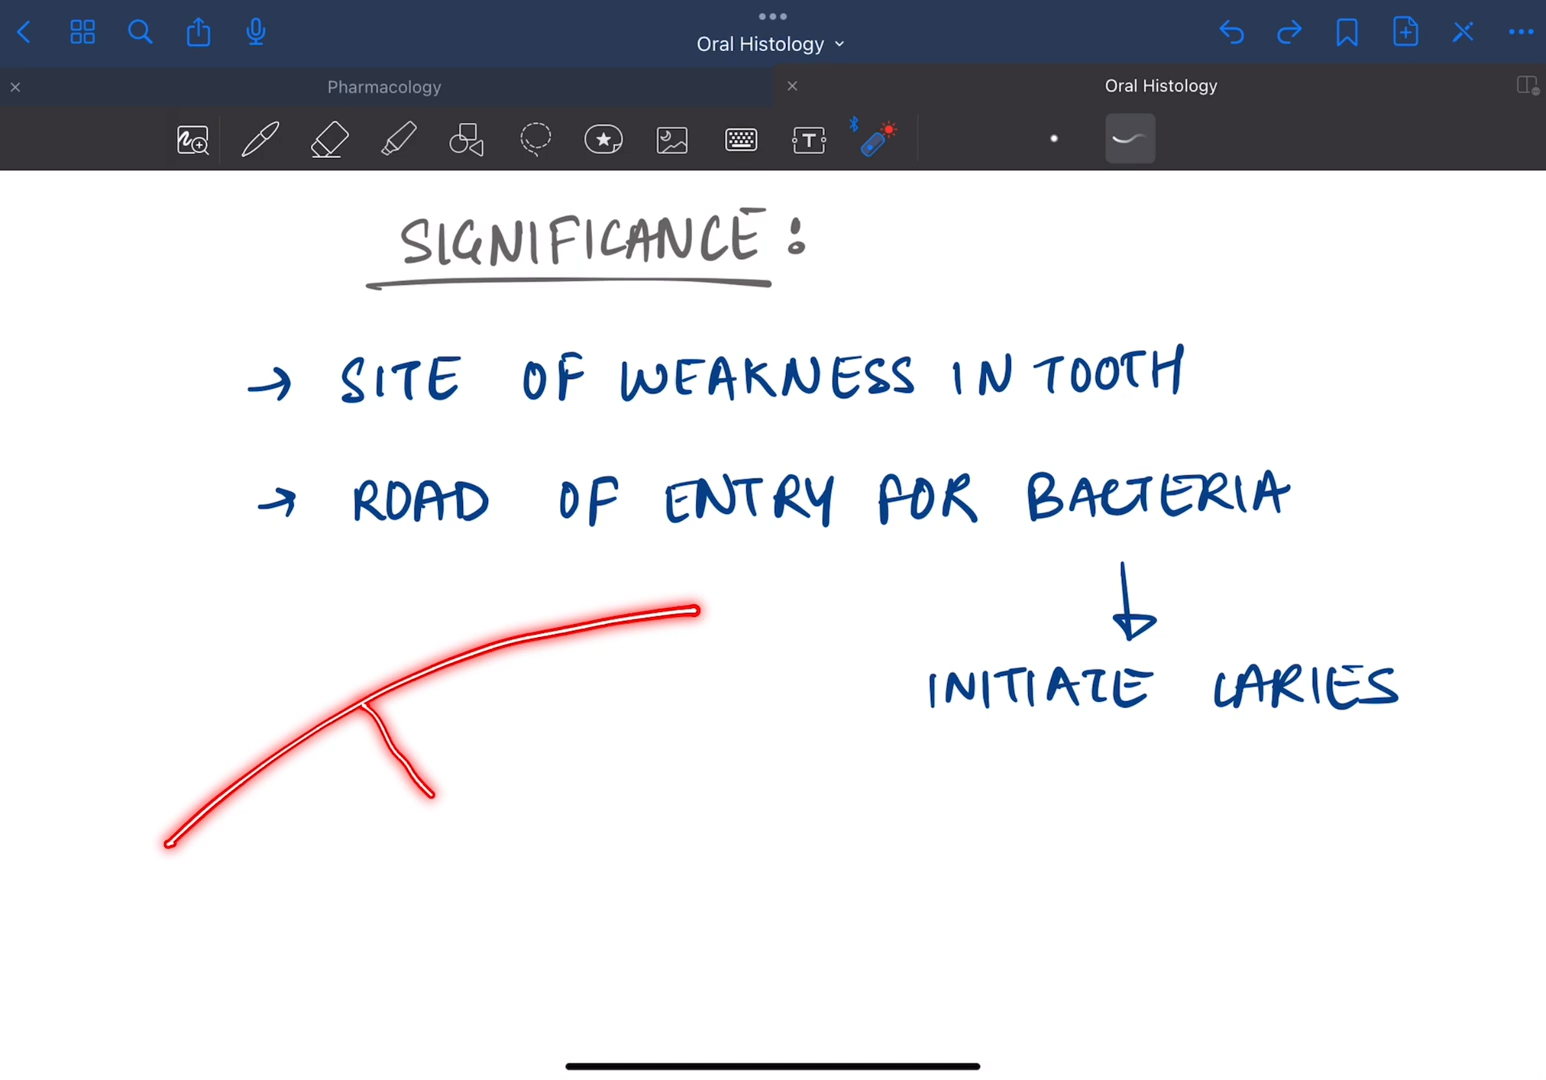 Oral Histology
Pharmacology
Oral Histology
T
SIGNIFICANCE :
→ SITE OF WEAKNESS IN TOOTH
→ ROAD OF ENTRY FOR BACTERIA
↓
INITIATE CARIES